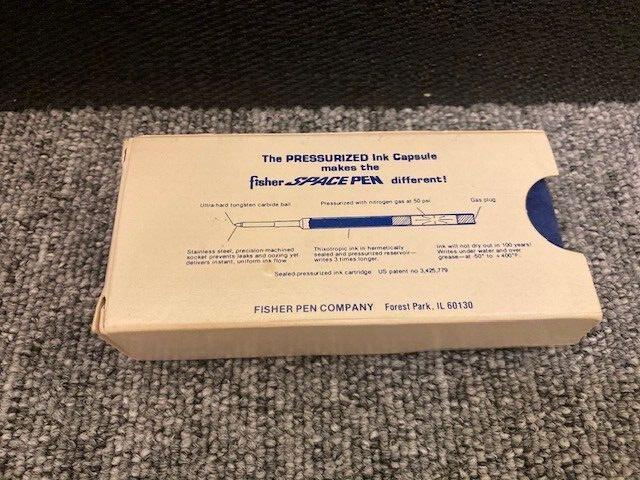 The PRESSURIZED Ink Capsule
makes the
fisher SPACE PEN different!
Ultra-hard tungsten carbide ball.
Pressurized with nitrogen gas at 50 psi.
Gas plug
Stainless steel, precision-machined
socket prevents leaks and oozing yet
delivers instant, uniform ink flow.
Thixotropic ink in hermetically
sealed and pressurized reservoir—
writes 3 times longer.
Ink will not dry out in 100 years!
Writes under water and over
grease—at -50° to +400°F.
Sealed-pressurized ink cartridge US patent no 3,425,779
FISHER PEN COMPANY Forest Park, IL 60130